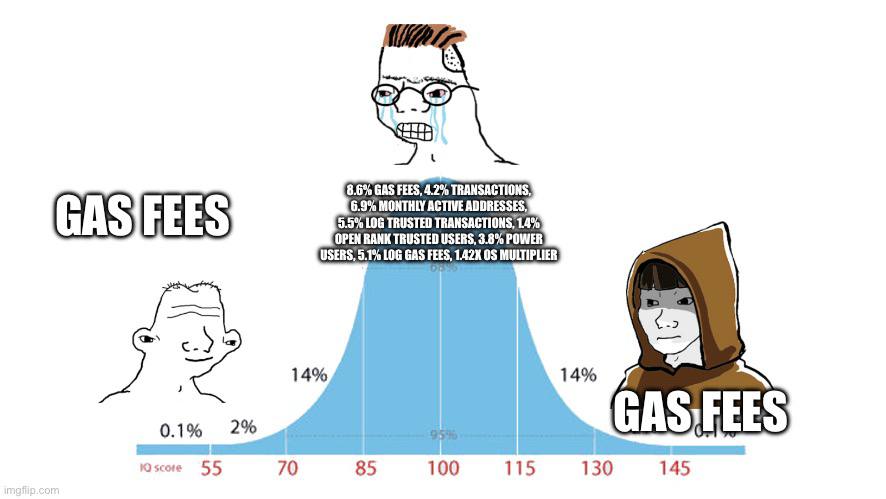 8.6% GAS FEES, 4.2% TRANSACTIONS,
6.9% MONTHLY ACTIVE ADDRESSES,
5.5% LOG TRUSTED TRANSACTIONS, 1.4%
OPEN RANK TRUSTED USERS, 3.8% POWER
USERS, 5.1% LOG GAS FEES, 1.42X OS MULTIPLIER
GAS FEES
68%
14%
14%
GAS FEES
0.1%
2%
95%
0.1%
IQ score
55
70
85
100
115
130
145
imgflip.com